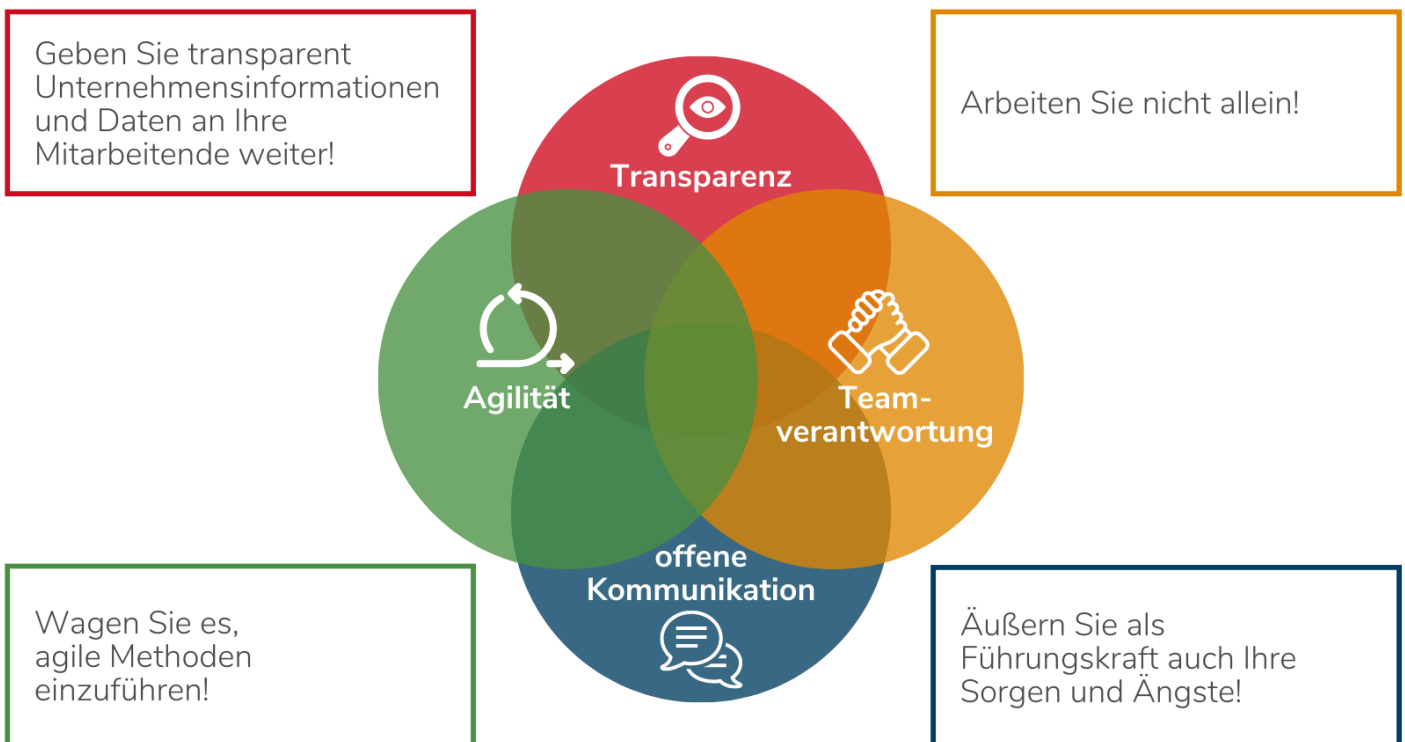 Geben Sie transparent
Unternehmensinformationen
und Daten an Ihre
Mitarbeitende weiter!
Arbeiten Sie nicht allein!
Transparenz
Agilität
Team-
verantwortung
offene
Kommunikation
Wagen Sie es,
agile Methoden
einzuführen!
Äußern Sie als
Führungskraft auch Ihre
Sorgen und Ängste!